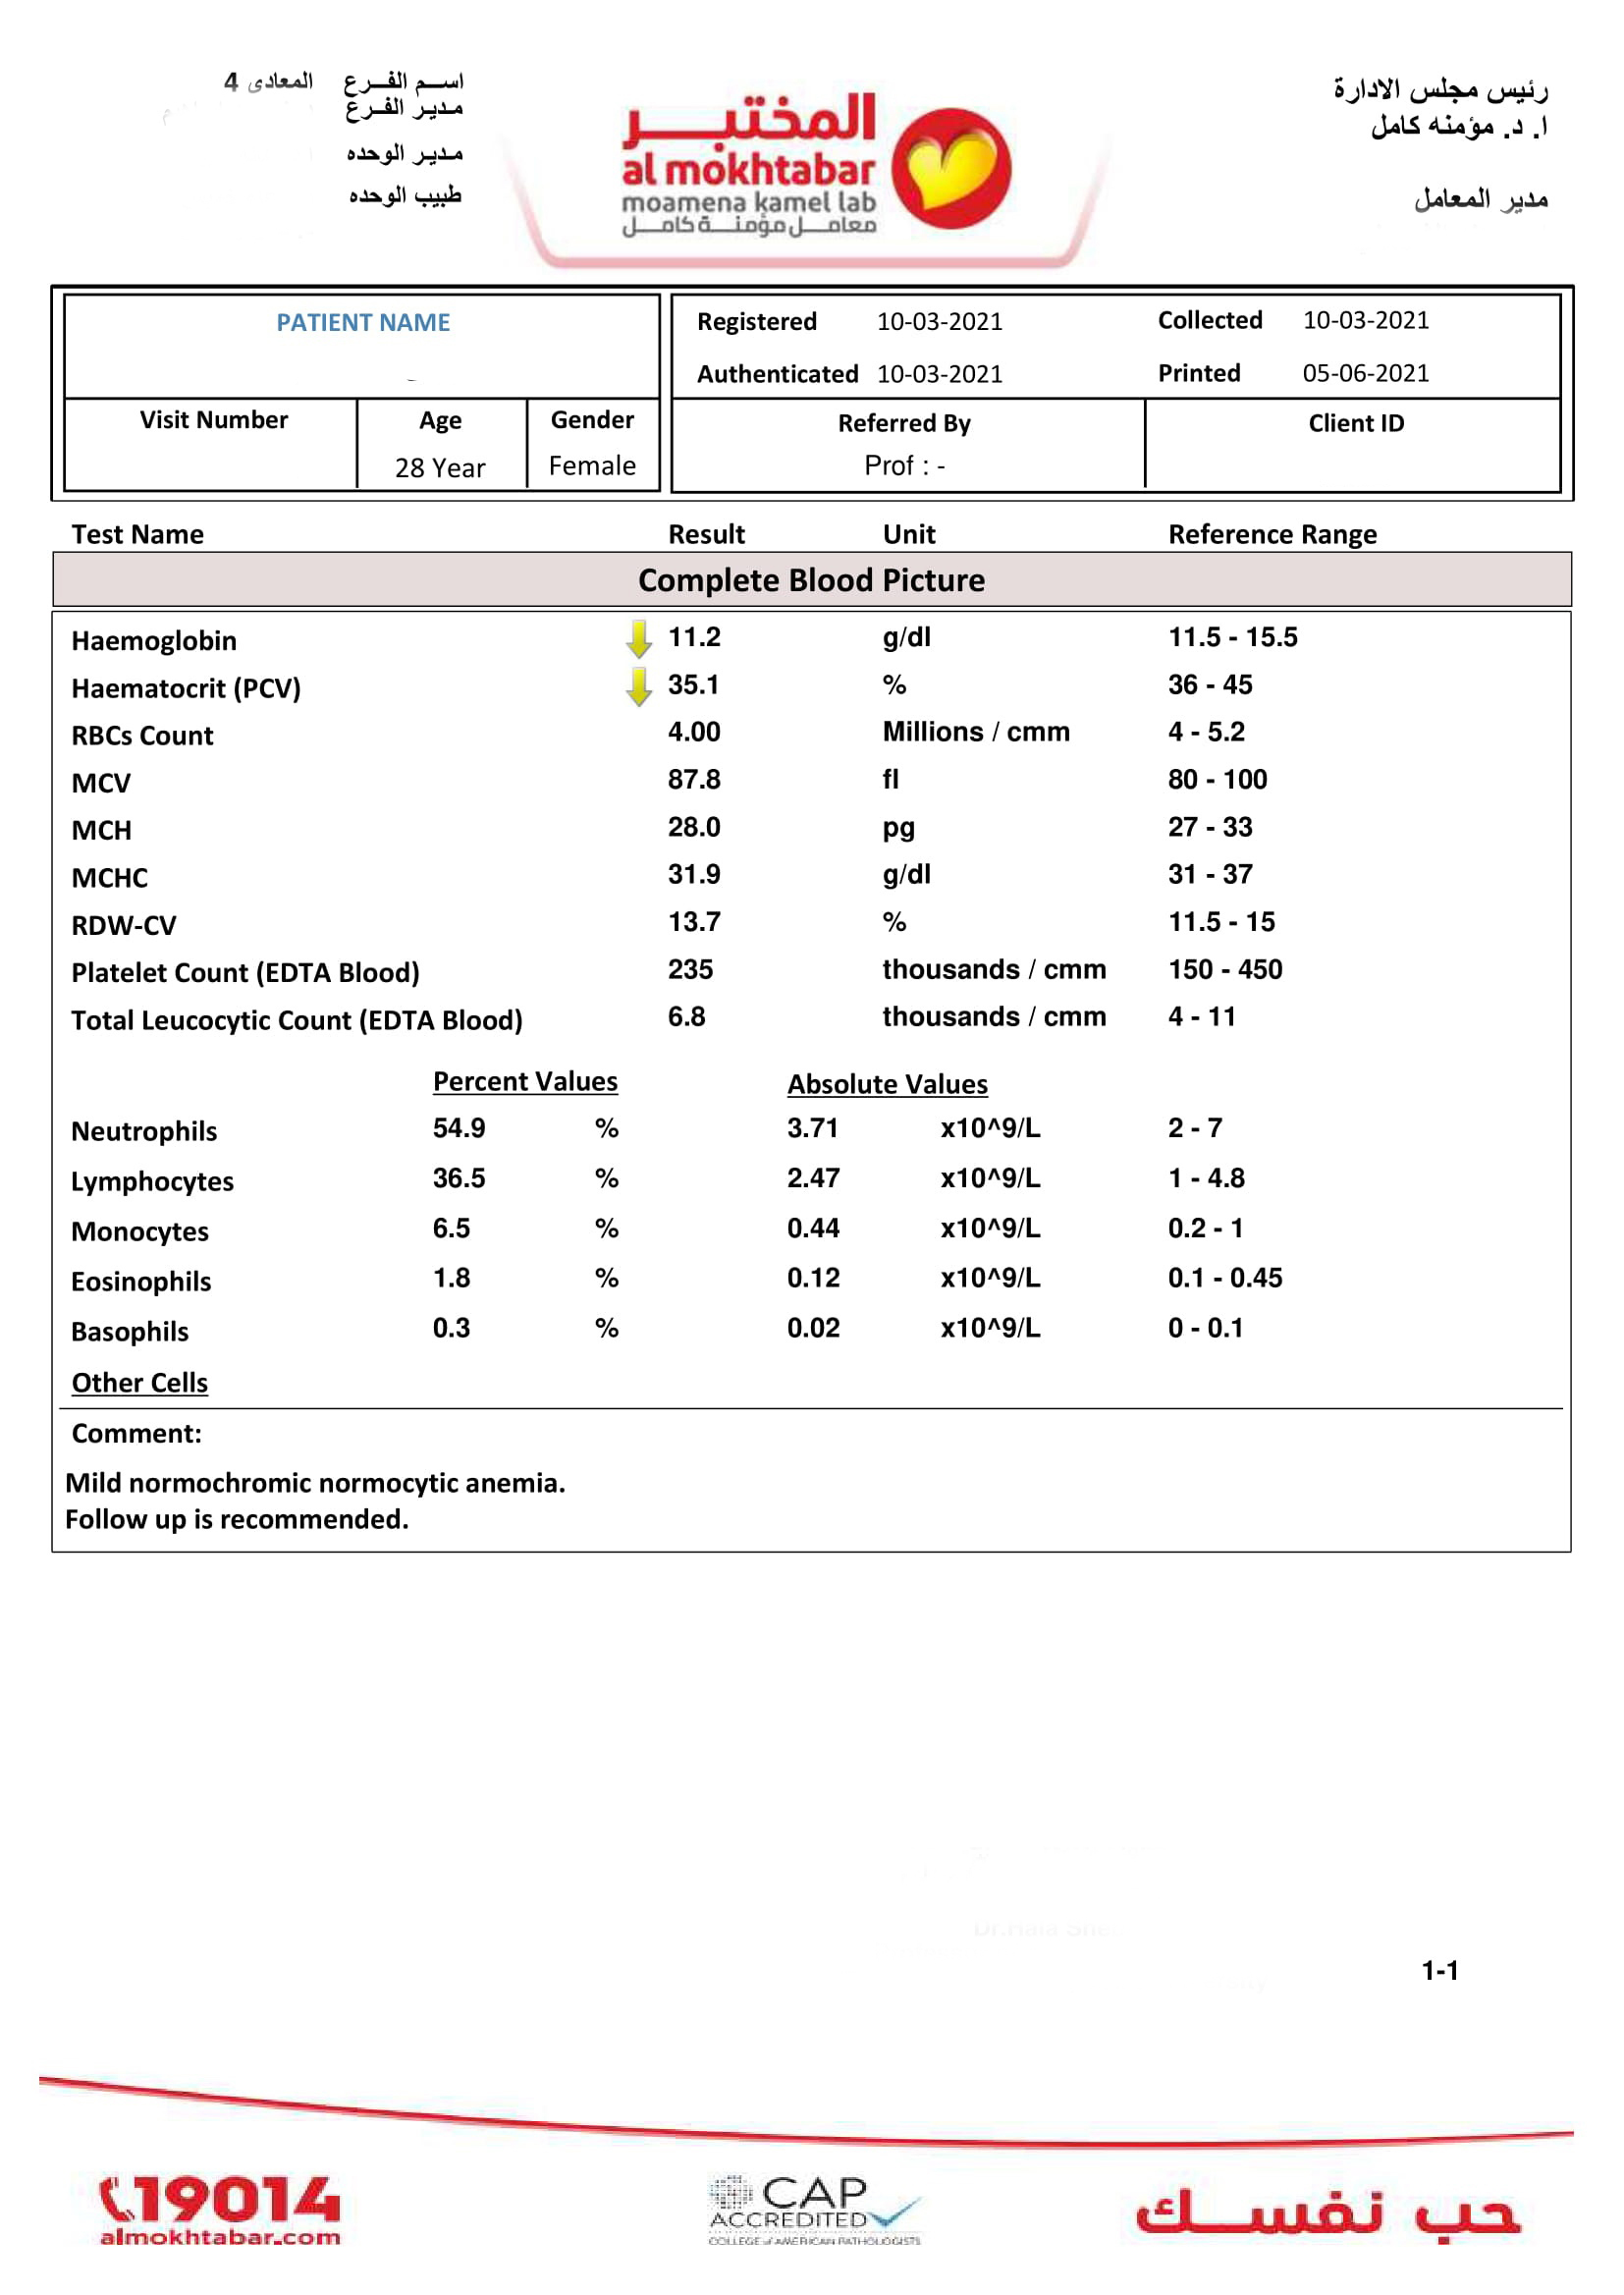 اســم الفــرع المعادى 4
مـديـر الفـرع
مـديـر الوحده
طبيب الوحده
المختبــر
al mokhtabar
moamena kamel lab
معامــل مؤمنــة كامــل
رئيس مجلس الادارة
ا. د. مؤمنه كامل
مدير المعامل
PATIENT NAME
Registered 10-03-2021 Collected 10-03-2021
Authenticated 10-03-2021 Printed 05-06-2021
Visit Number Age Gender Referred By Client ID
28 Year Female Prof : -
Test Name Result Unit Reference Range
Complete Blood Picture
Haemoglobin 11.2 g/dl 11.5 - 15.5
Haematocrit (PCV) 35.1 % 36 - 45
RBCs Count 4.00 Millions / cmm 4 - 5.2
MCV 87.8 fl 80 - 100
MCH 28.0 pg 27 - 33
MCHC 31.9 g/dl 31 - 37
RDW-CV 13.7 % 11.5 - 15
Platelet Count (EDTA Blood) 235 thousands / cmm 150 - 450
Total Leucocytic Count (EDTA Blood) 6.8 thousands / cmm 4 - 11
Percent Values Absolute Values
Neutrophils 54.9 % 3.71 x10^9/L 2 - 7
Lymphocytes 36.5 % 2.47 x10^9/L 1 - 4.8
Monocytes 6.5 % 0.44 x10^9/L 0.2 - 1
Eosinophils 1.8 % 0.12 x10^9/L 0.1 - 0.45
Basophils 0.3 % 0.02 x10^9/L 0 - 0.1
Other Cells
Comment:
Mild normochromic normocytic anemia.
Follow up is recommended.
1-1
19014
almokhtabar.com
CAP
ACCREDITED
COLLEGE of AMERICAN PATHOLOGISTS
حب نفســك